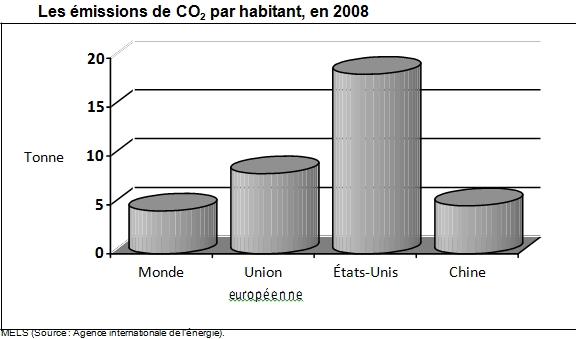 Les émissions de CO₂ par habitant, en 2008
20
15
Tonne
10
5
0
Monde
Union
européenne
États-Unis
Chine
MELS (Source : Agence internationale de l'énergie).